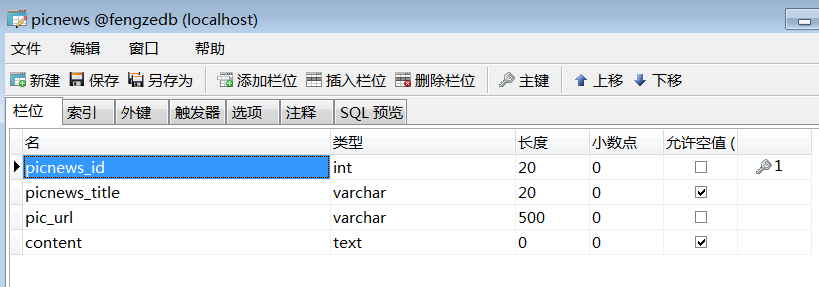 picnews @fengzedb (localhost)
文件 编辑 窗口 帮助
新建 保存 另存为 添加栏位 插入栏位 删除栏位 主键 上移 下移
栏位 索引 外键 触发器 选项 注释 SQL 预览
名 类型 长度 小数点 允许空值 (
picnews_id int 20 0 1
picnews_title varchar 20 0
pic_url varchar 500 0
content text 0 0